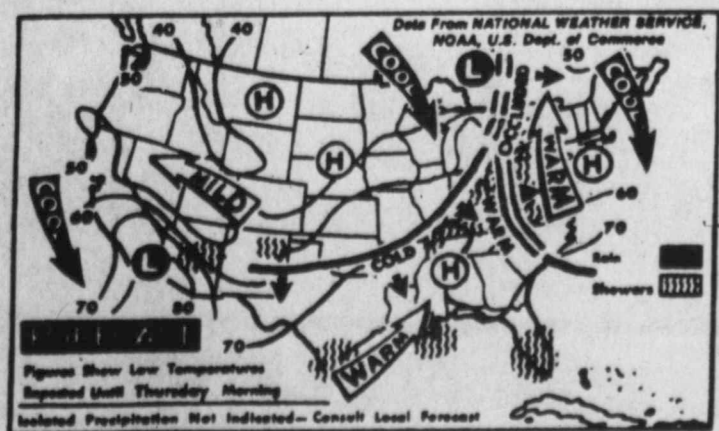 Data From NATIONAL WEATHER SERVICE,
NOAA, U.S. Dept. of Commerce
40
40
50
COOL
L
50
COOL
H
OCCLUDED
H
WARM
H
50
MILD
60
COOL
60
L
WARM
70
COLD
H
Rain
Showers
70
80
70
WARM
FORECAST
Figures Show Low Temperatures
Expected Until Thursday Morning
Isolated Precipitation Not Indicated – Consult Local Forecast